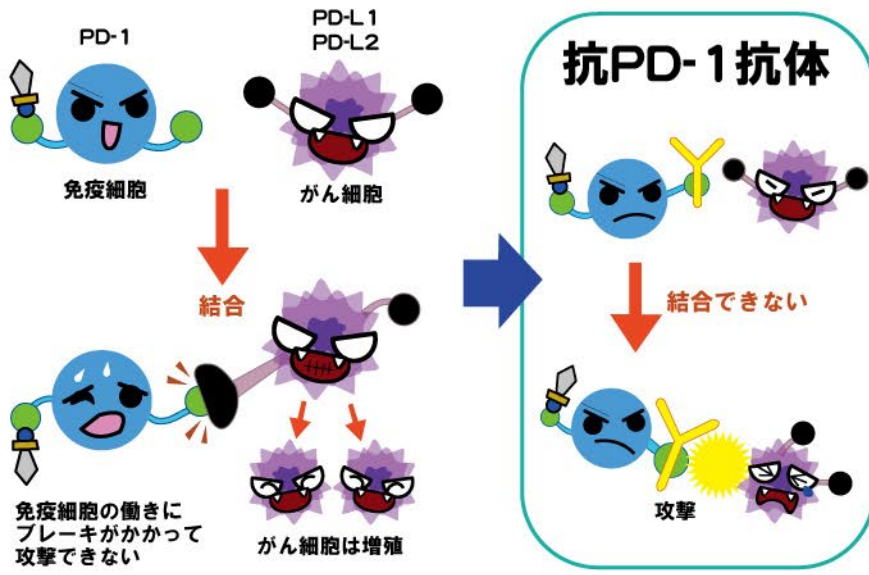 PD-1
PD-L1
PD-L2
免疫細胞
がん細胞
結合
免疫細胞の働きに
ブレーキがかかって
攻撃できない
がん細胞は増殖
抗PD-1抗体
結合できない
攻撃